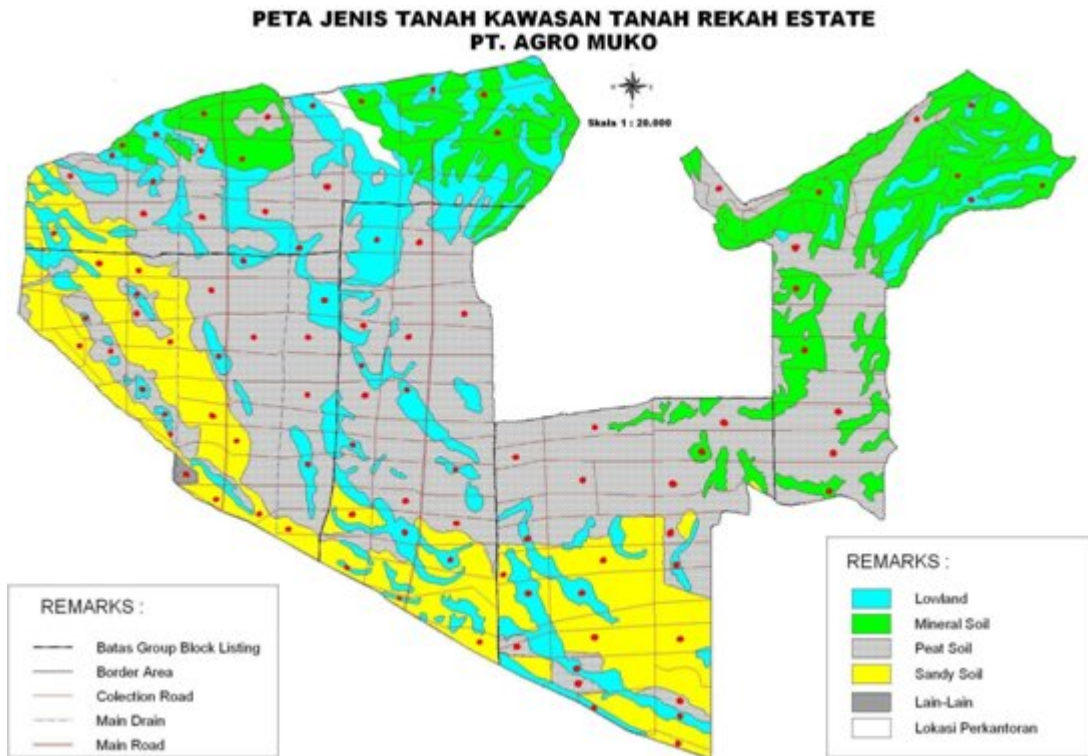 PETA JENIS TANAH KAWASAN TANAH REKAH ESTATE
PT. AGRO MUKO
Skala 1 : 20.000
REMARKS :
Batas Group Block Listing
Border Area
Colection Road
Main Drain
Main Road
REMARKS :
Lowland
Mineral Soil
Peat Soil
Sandy Soil
Lain-Lain
Lokasi Perkantoran